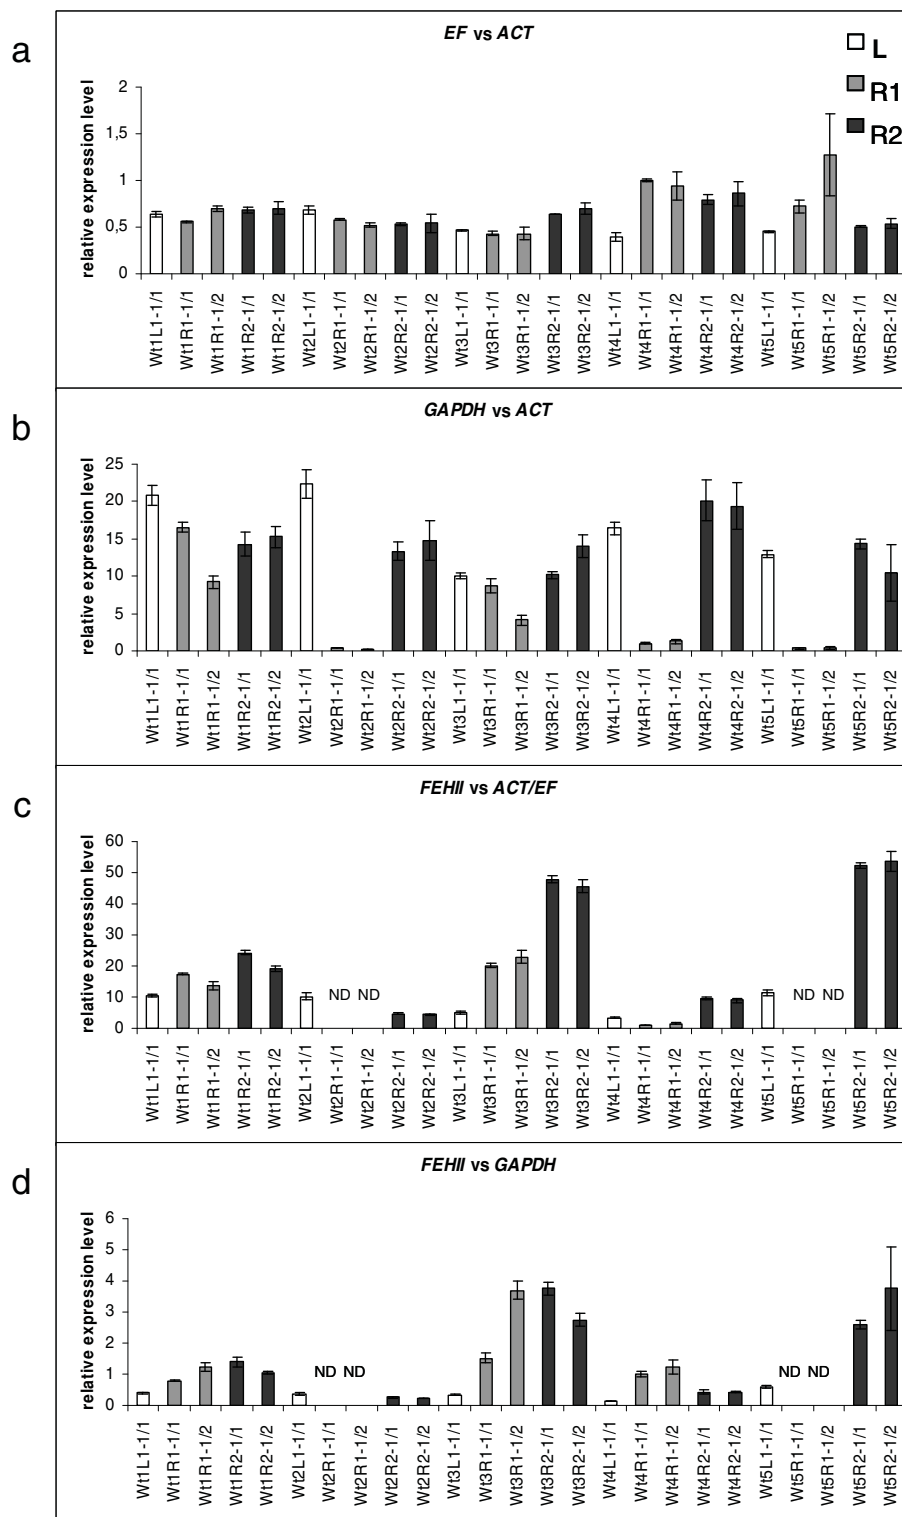 a
EF vs ACT
L
R1
R2
relative expression level
2
1,5
1
0.5
0
Wt1L1-1/1
Wt1R1-1/1
Wt1R1-1/2
Wt1R2-1/1
Wt1R2-1/2
Wt2L1-1/1
Wt2R1-1/1
Wt2R1-1/2
Wt2R2-1/1
Wt2R2-1/2
Wt3L1-1/1
Wt3R1-1/1
Wt3R1-1/2
Wt3R2-1/1
Wt3R2-1/2
Wt4L1-1/1
Wt4R1-1/1
Wt4R1-1/2
Wt4R2-1/1
Wt4R2-1/2
Wt5L1-1/1
Wt5R1-1/1
Wt5R1-1/2
Wt5R2-1/1
Wt5R2-1/2
b
GAPDH vs ACT
relative expression level
25
20
15
10
5
0
Wt1L1-1/1
Wt1R1-1/1
Wt1R1-1/2
Wt1R2-1/1
Wt1R2-1/2
Wt2L1-1/1
Wt2R1-1/1
Wt2R1-1/2
Wt2R2-1/1
Wt2R2-1/2
Wt3L1-1/1
Wt3R1-1/1
Wt3R1-1/2
Wt3R2-1/1
Wt3R2-1/2
Wt4L1-1/1
Wt4R1-1/1
Wt4R1-1/2
Wt4R2-1/1
Wt4R2-1/2
Wt5L1-1/1
Wt5R1-1/1
Wt5R1-1/2
Wt5R2-1/1
Wt5R2-1/2
c
FEHII vs ACT/EF
relative expression level
60
50
40
30
20
10
0
ND ND
ND ND
Wt1L1-1/1
Wt1R1-1/1
Wt1R1-1/2
Wt1R2-1/1
Wt1R2-1/2
Wt2L1-1/1
Wt2R1-1/1
Wt2R1-1/2
Wt2R2-1/1
Wt2R2-1/2
Wt3L1-1/1
Wt3R1-1/1
Wt3R1-1/2
Wt3R2-1/1
Wt3R2-1/2
Wt4L1-1/1
Wt4R1-1/1
Wt4R1-1/2
Wt4R2-1/1
Wt4R2-1/2
Wt5L1-1/1
Wt5R1-1/1
Wt5R1-1/2
Wt5R2-1/1
Wt5R2-1/2
d
FEHII vs GAPDH
relative expression level
6
5
4
3
2
1
0
ND ND
ND ND
Wt1L1-1/1
Wt1R1-1/1
Wt1R1-1/2
Wt1R2-1/1
Wt1R2-1/2
Wt2L1-1/1
Wt2R1-1/1
Wt2R1-1/2
Wt2R2-1/1
Wt2R2-1/2
Wt3L1-1/1
Wt3R1-1/1
Wt3R1-1/2
Wt3R2-1/1
Wt3R2-1/2
Wt4L1-1/1
Wt4R1-1/1
Wt4R1-1/2
Wt4R2-1/1
Wt4R2-1/2
Wt5L1-1/1
Wt5R1-1/1
Wt5R1-1/2
Wt5R2-1/1
Wt5R2-1/2